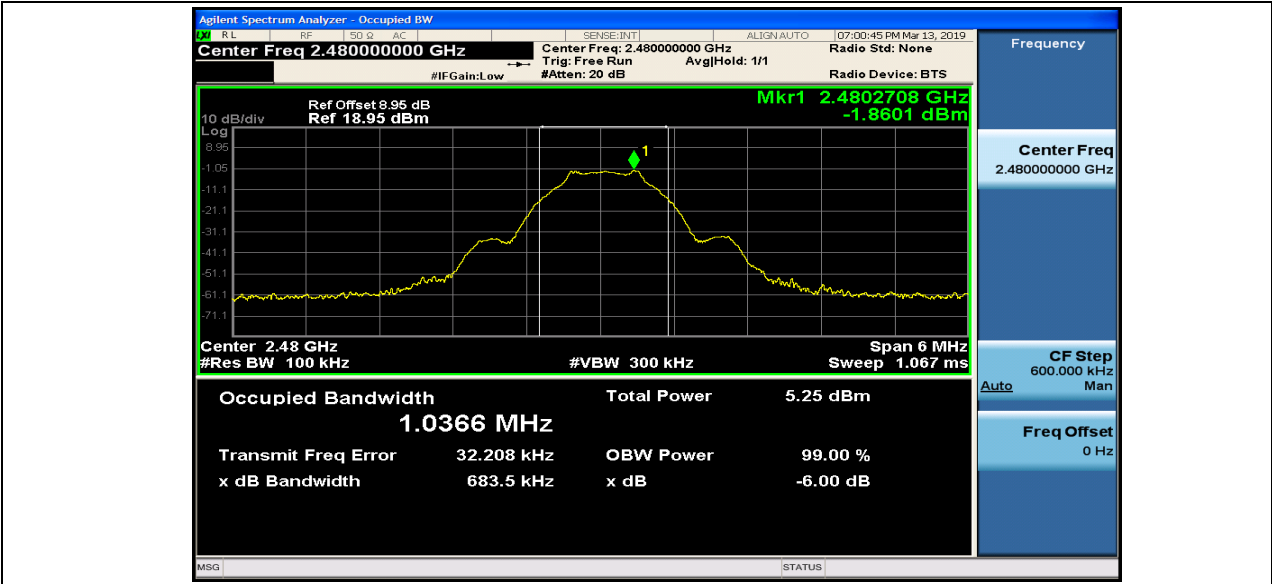 Agilent Spectrum Analyzer - Occupied BW
LXI RL RF 50 Ω AC SENSE:INT ALIGN AUTO 07:00:45 PM Mar 13, 2019
Center Freq 2.480000000 GHz
Center Freq: 2.480000000 GHz
Radio Std: None
Trig: Free Run Avg|Hold: 1/1
#IFGain:Low #Atten: 20 dB Radio Device: BTS
Mkr1 2.4802708 GHz
-1.8601 dBm
Ref Offset 8.95 dB
10 dB/div Ref 18.95 dBm
Log
8.95
-1.05
-11.1
-21.1
-31.1
-41.1
-51.1
-61.1
-71.1
1
Center 2.48 GHz Span 6 MHz
#Res BW 100 kHz #VBW 300 kHz Sweep 1.067 ms
Occupied Bandwidth Total Power 5.25 dBm
1.0366 MHz
Transmit Freq Error 32.208 kHz OBW Power 99.00 %
x dB Bandwidth 683.5 kHz x dB -6.00 dB
MSG STATUS
Frequency
Center Freq
2.480000000 GHz
CF Step
600.000 kHz
Auto Man
Freq Offset
0 Hz